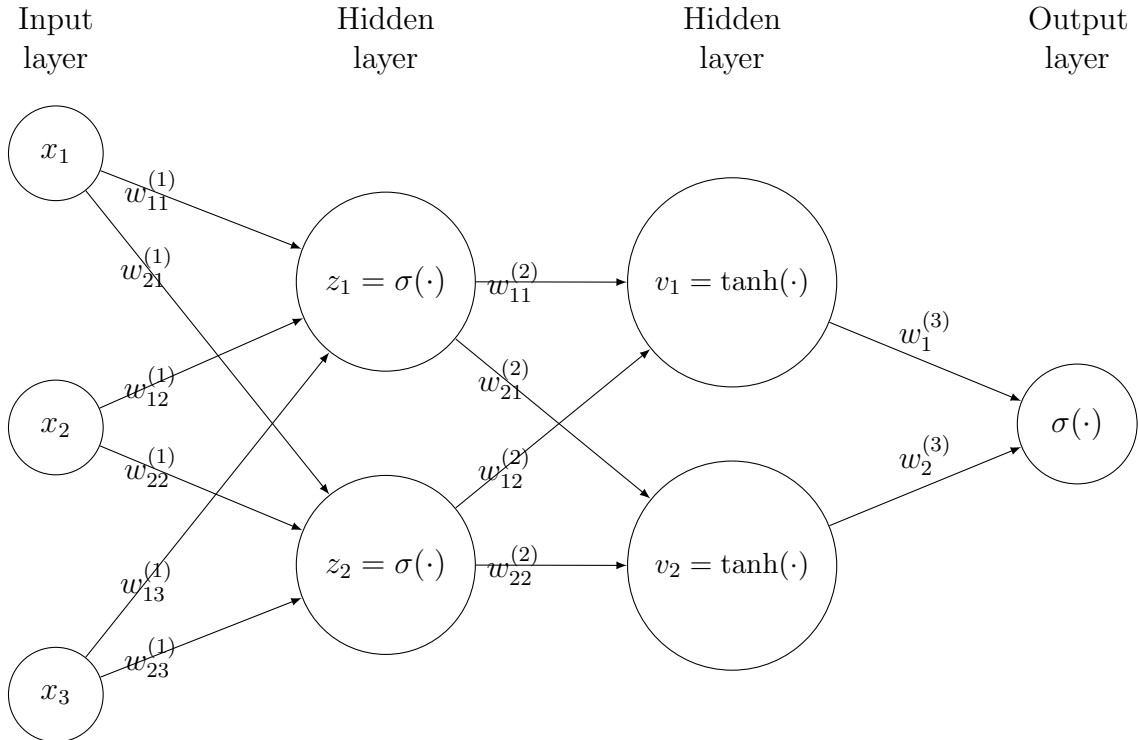 Input
layer
Hidden
layer
Hidden
layer
Output
layer
x₁
w₁₁⁽¹⁾
w₂₁⁽¹⁾
x₂
w₁₂⁽¹⁾
w₂₂⁽¹⁾
w₁₃⁽¹⁾
x₃
w₂₃⁽¹⁾
z₁ = σ(·)
w₁₁⁽²⁾
w₂₁⁽²⁾
w₁₂⁽²⁾
z₂ = σ(·)
w₂₂⁽²⁾
v₁ = tanh(·)
v₂ = tanh(·)
w₁⁽³⁾
w₂⁽³⁾
σ(·)